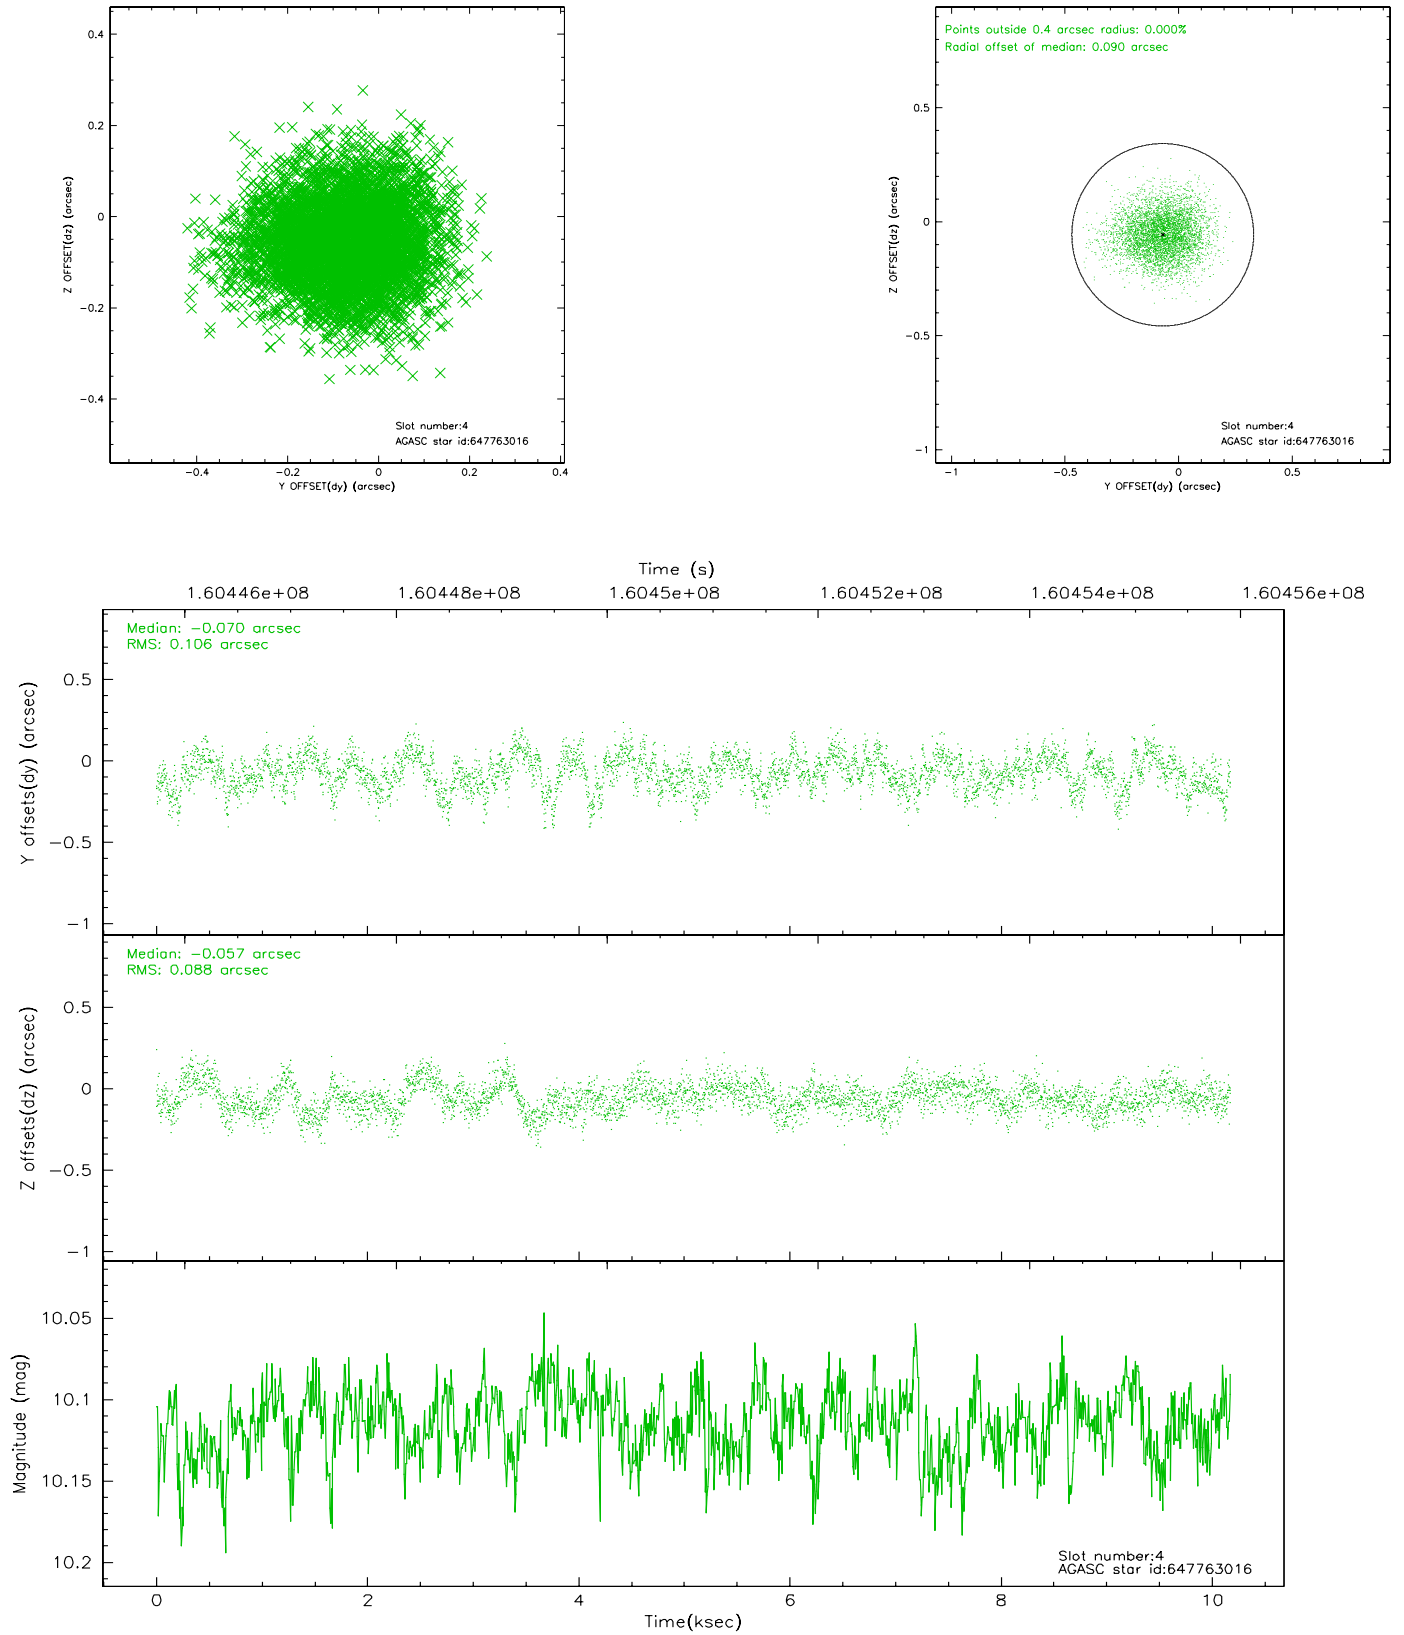 0.4
0.2
0
-0.2
-0.4
Z OFFSET(dz) (arcsec)
Slot number:4
AGASC star id:647763016
-0.4 -0.2 0 0.2 0.4
Y OFFSET(dy) (arcsec)
Points outside 0.4 arcsec radius: 0.000%
Radial offset of median: 0.090 arcsec
0.5
0
-0.5
-1
Z OFFSET(dz) (arcsec)
Slot number:4
AGASC star id:647763016
-1 -0.5 0 0.5
Y OFFSET(dy) (arcsec)
Time (s)
1.60446e+08 1.60448e+08 1.6045e+08 1.60452e+08 1.60454e+08 1.60456e+08
Median: -0.070 arcsec
RMS: 0.106 arcsec
0.5
0
-0.5
-1
Y offsets(dy) (arcsec)
Median: -0.057 arcsec
RMS: 0.088 arcsec
0.5
0
-0.5
-1
Z offsets(dz) (arcsec)
10.05
10.1
10.15
10.2
Magnitude (mag)
Slot number:4
AGASC star id:647763016
0 2 4 6 8 10
Time(ksec)